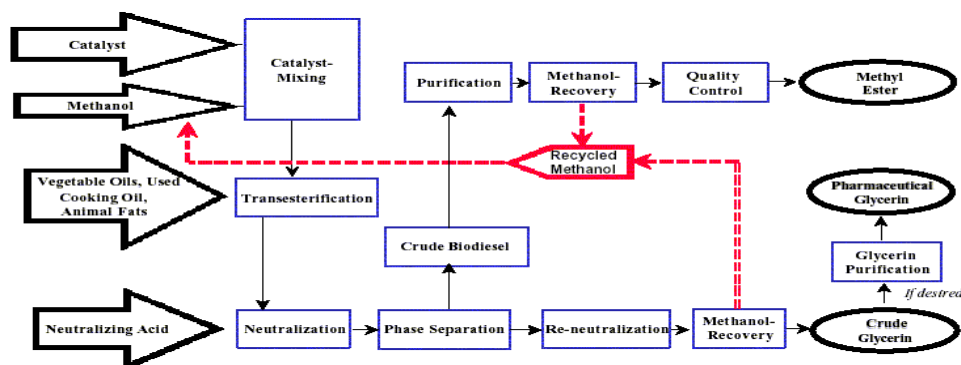 Catalyst
Methanol
Catalyst-
Mixing
Purification
Methanol-
Recovery
Quality
Control
Methyl
Ester
Recycled
Methanol
Vegetable Oils, Used
Cooking Oil,
Animal Fats
Transesterification
Pharmaceutical
Glycerin
Crude Biodiesel
Glycerin
Purification
If desired
Neutralizing Acid
Neutralization
Phase Separation
Re-neutralization
Methanol-
Recovery
Crude
Glycerin